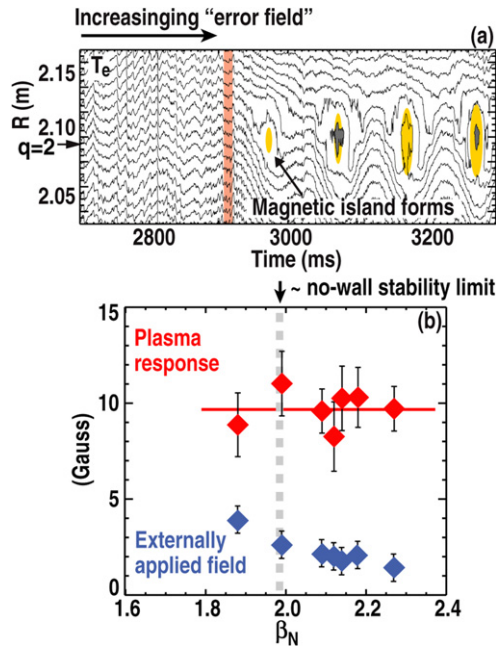 Increasinging “error field”
(a)
Te
R (m)
2.15
2.10
q=2
2.05
Magnetic island forms
2800 3000 3200
Time (ms)
~ no-wall stability limit
(b)
15
10
5
0
(Gauss)
Plasma
response
Externally
applied field
1.6 1.8 2.0 2.2 2.4
βN